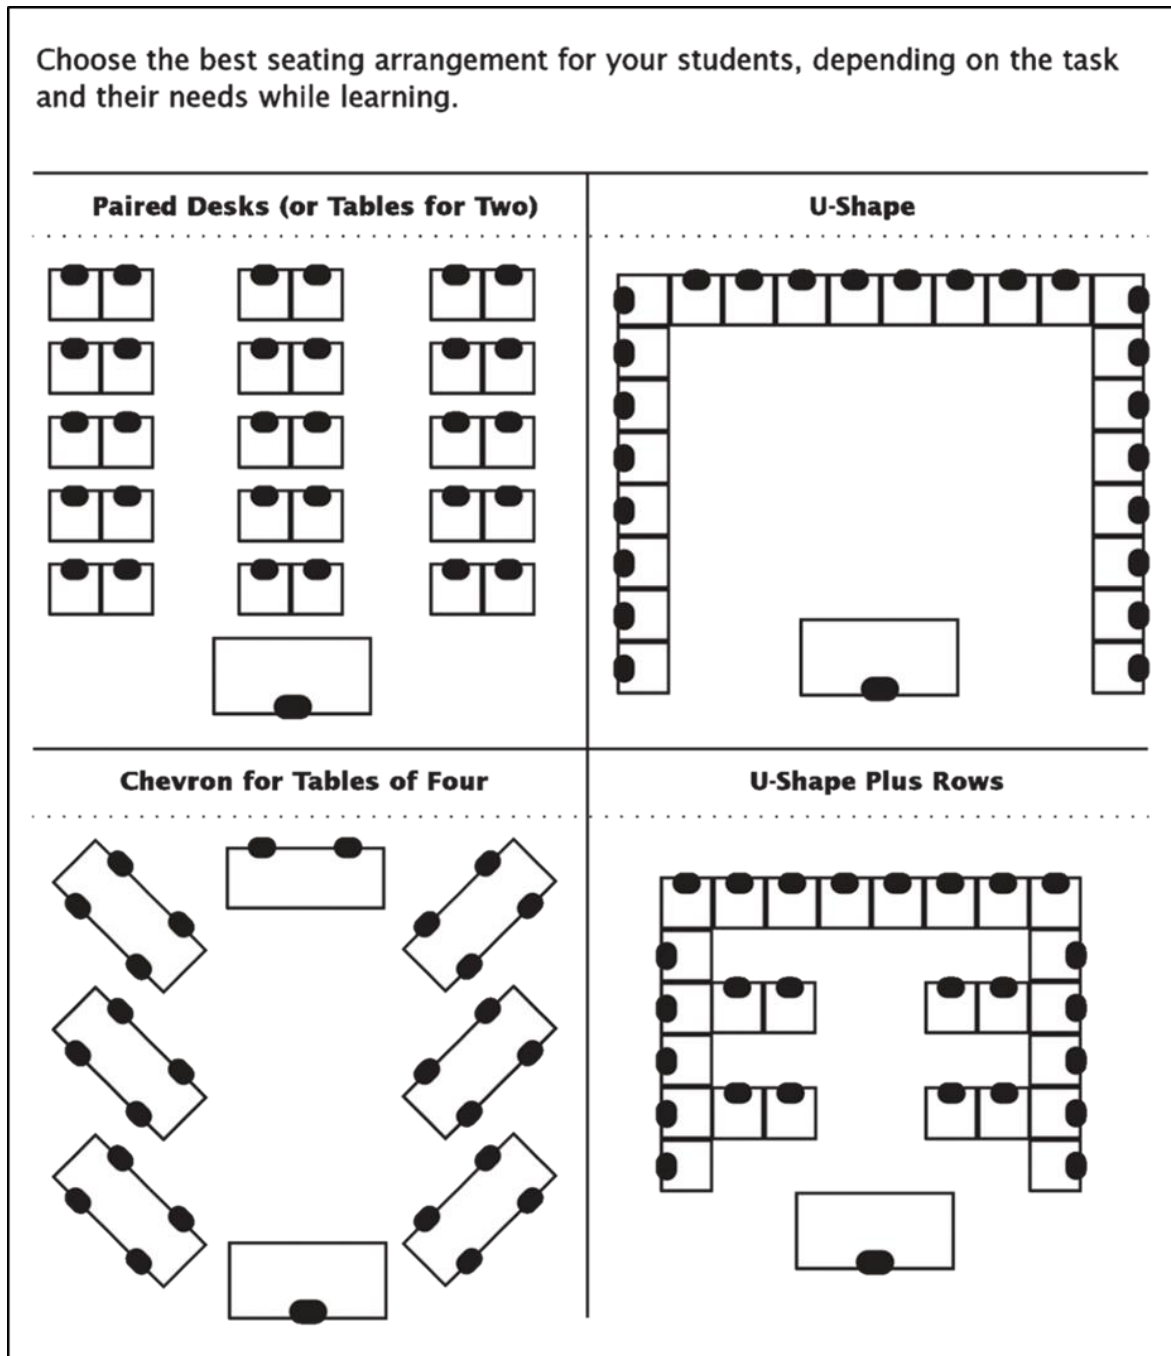 Choose the best seating arrangement for your students, depending on the task
and their needs while learning.
Paired Desks (or Tables for Two)
U-Shape
Chevron for Tables of Four
U-Shape Plus Rows